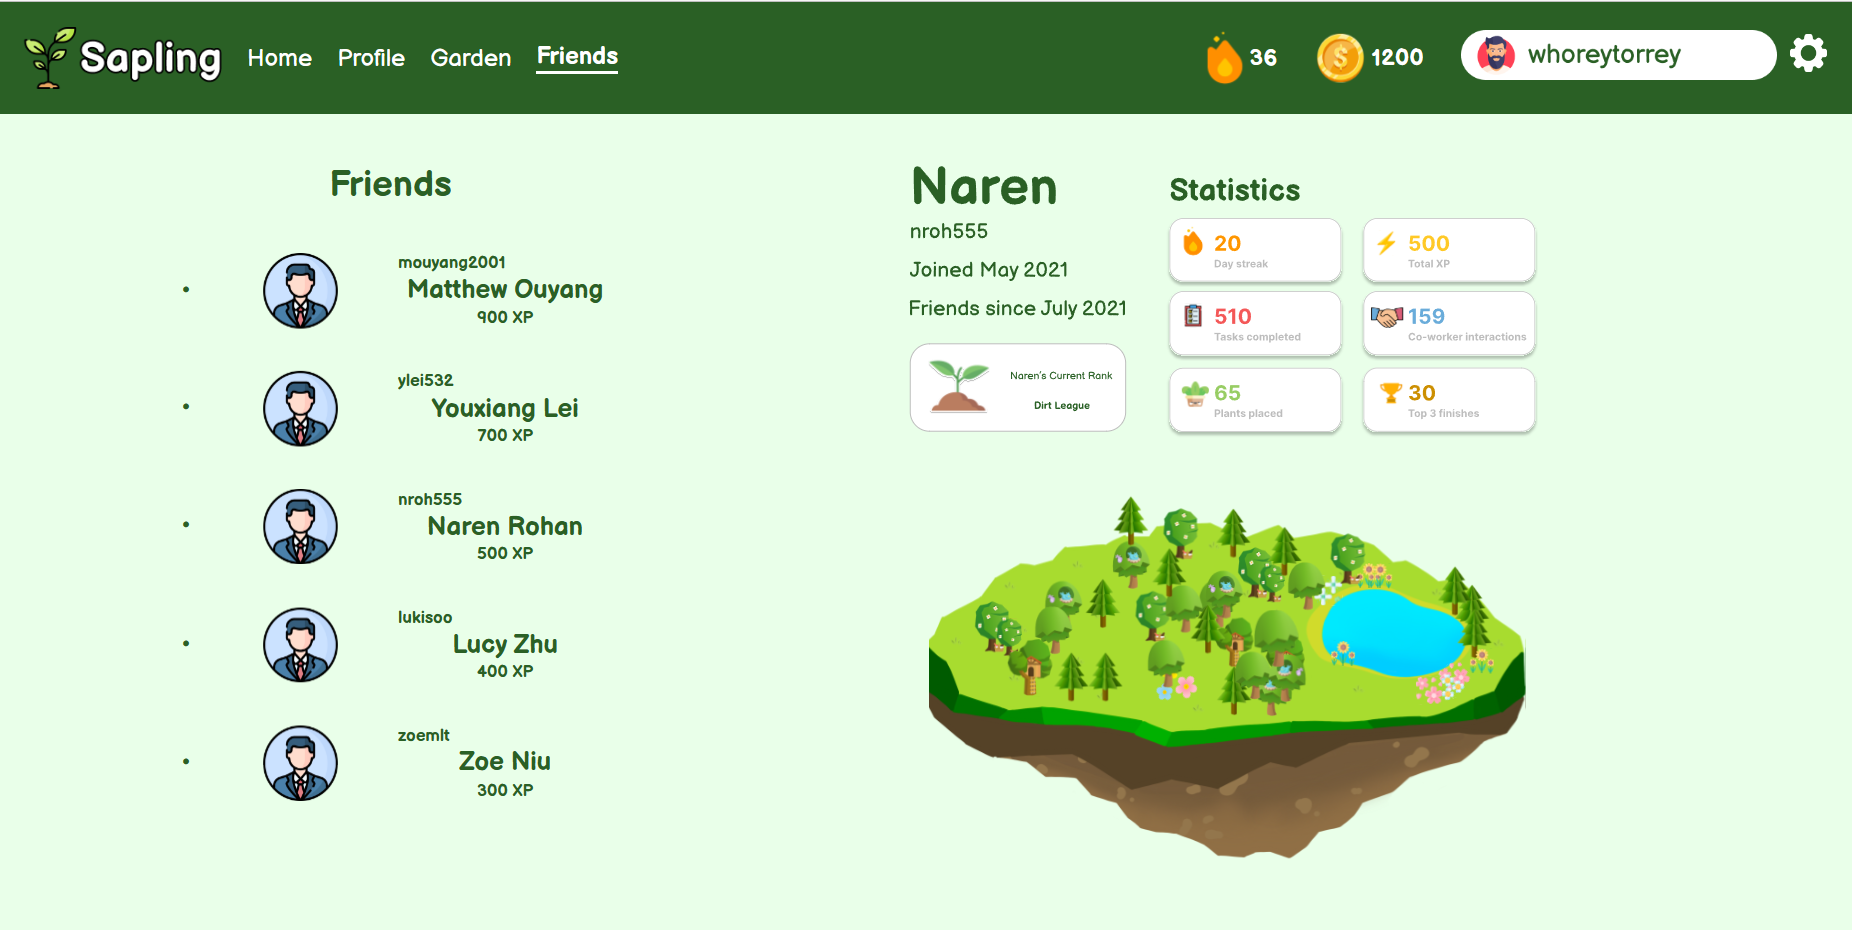 Sapling Home Profile Garden Friends 36 1200 whoreytorrey
Friends
mouyang2001
Matthew Ouyang
900 XP
ylei532
Youxiang Lei
700 XP
nroh555
Naren Rohan
500 XP
lukisoo
Lucy Zhu
400 XP
zoemlt
Zoe Niu
300 XP
Naren
nroh555
Joined May 2021
Friends since July 2021
Naren's Current Rank
Dirt League
Statistics
20
Day streak
500
Total XP
510
Tasks completed
159
Co-worker interactions
65
Plants placed
30
Top 3 finishes